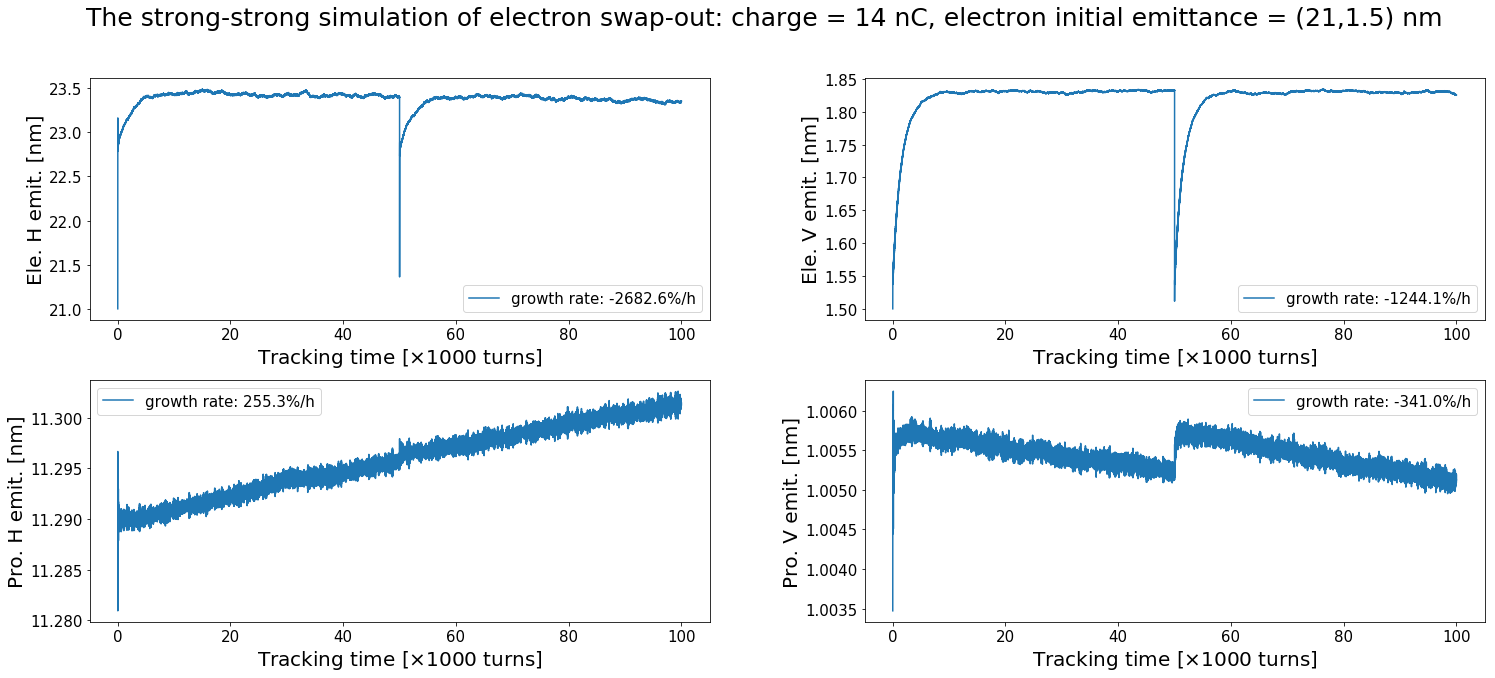 The strong-strong simulation of electron swap-out: charge = 14 nC, electron initial emittance = (21,1.5) nm
Ele. H emit. [nm]
23.5
23.0
22.5
22.0
21.5
21.0
growth rate: -2682.6%/h
0 20 40 60 80 100
Tracking time [×1000 turns]
Ele. V emit. [nm]
1.85
1.80
1.75
1.70
1.65
1.60
1.55
1.50
growth rate: -1244.1%/h
0 20 40 60 80 100
Tracking time [×1000 turns]
Pro. H emit. [nm]
11.300
11.295
11.290
11.285
11.280
growth rate: 255.3%/h
0 20 40 60 80 100
Tracking time [×1000 turns]
Pro. V emit. [nm]
1.0060
1.0055
1.0050
1.0045
1.0040
1.0035
growth rate: -341.0%/h
0 20 40 60 80 100
Tracking time [×1000 turns]